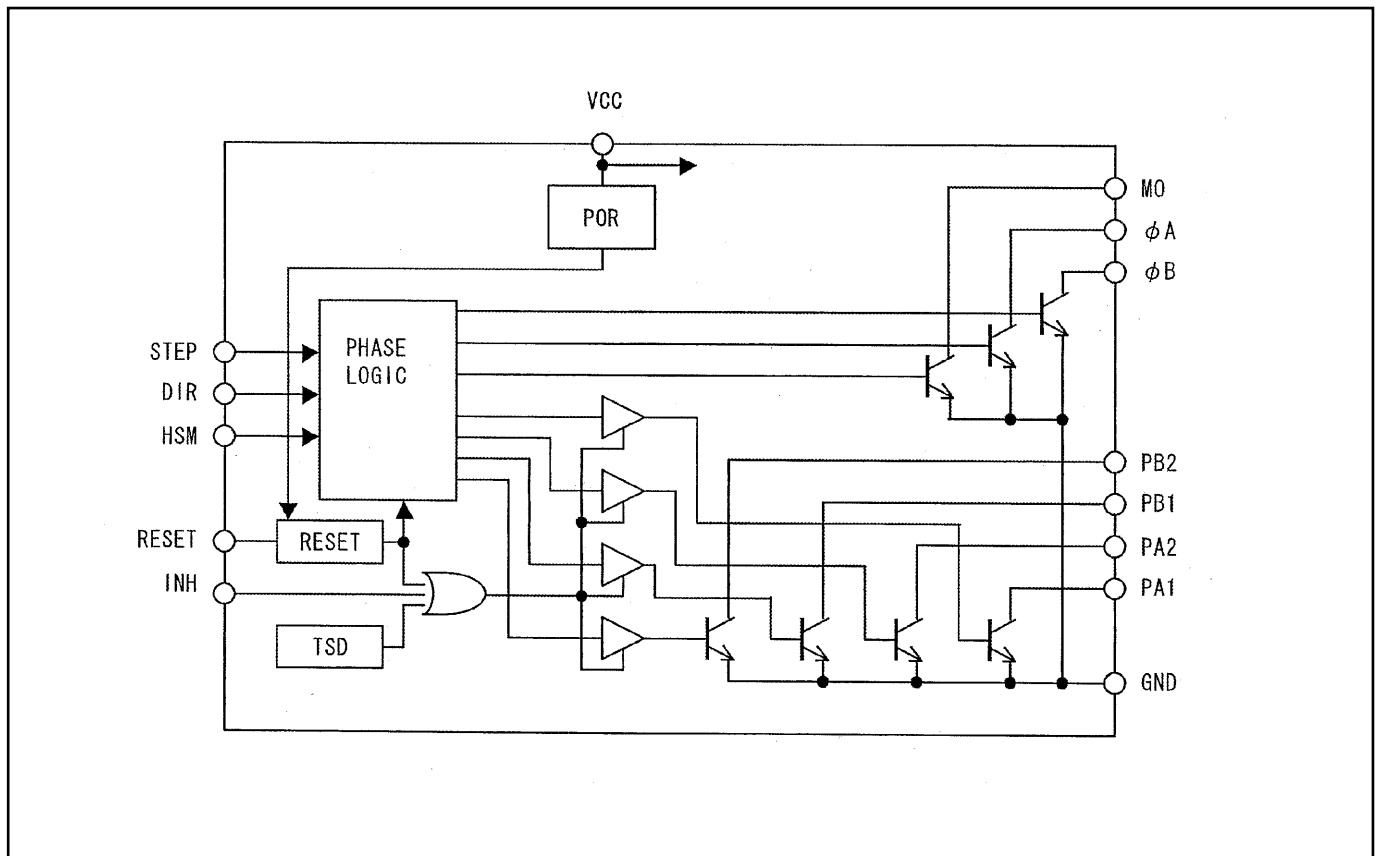 VCC
POR
MO
φA
φB
PHASE
LOGIC
STEP
DIR
HSM
PB2
PB1
RESET
RESET
PA2
INH
PA1
TSD
GND